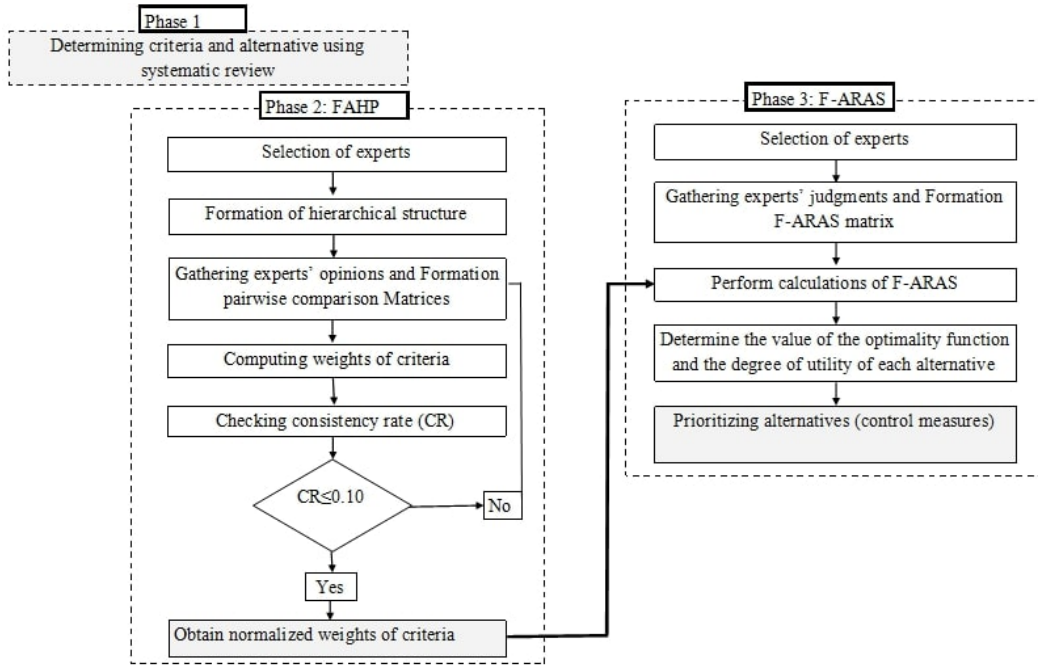 Phase 1
Determining criteria and alternative using
systematic review
Phase 2: FAHP
Selection of experts
Formation of hierarchical structure
Gathering experts' opinions and Formation
pairwise comparison Matrices
Computing weights of criteria
Checking consistency rate (CR)
CR≤0.10
No
Yes
Obtain normalized weights of criteria
Phase 3: F-ARAS
Selection of experts
Gathering experts' judgments and Formation
F-ARAS matrix
Perform calculations of F-ARAS
Determine the value of the optimality function
and the degree of utility of each alternative
Prioritizing alternatives (control measures)